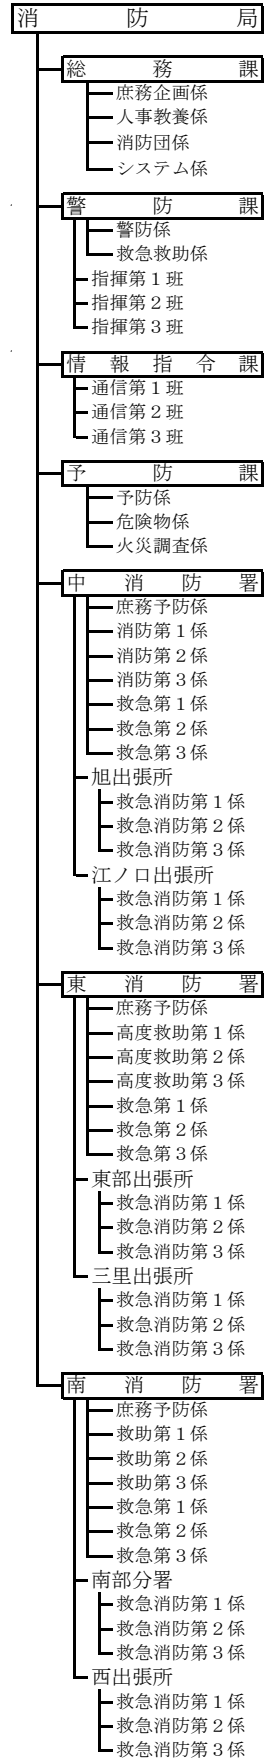 消防局
総務課
庶務企画係
人事教養係
消防団係
システム係
警防課
警防係
救急救助係
指揮第１班
指揮第２班
指揮第３班
情報指令課
通信第１班
通信第２班
通信第３班
予防課
予防係
危険物係
火災調査係
中消防署
庶務予防係
消防第１係
消防第２係
消防第３係
救急第１係
救急第２係
救急第３係
旭出張所
救急消防第１係
救急消防第２係
救急消防第３係
江ノ口出張所
救急消防第１係
救急消防第２係
救急消防第３係
東消防署
庶務予防係
高度救助第１係
高度救助第２係
高度救助第３係
救急第１係
救急第２係
救急第３係
東部出張所
救急消防第１係
救急消防第２係
救急消防第３係
三里出張所
救急消防第１係
救急消防第２係
救急消防第３係
南消防署
庶務予防係
救助第１係
救助第２係
救助第３係
救急第１係
救急第２係
救急第３係
南部分署
救急消防第１係
救急消防第２係
救急消防第３係
西出張所
救急消防第１係
救急消防第２係
救急消防第３係